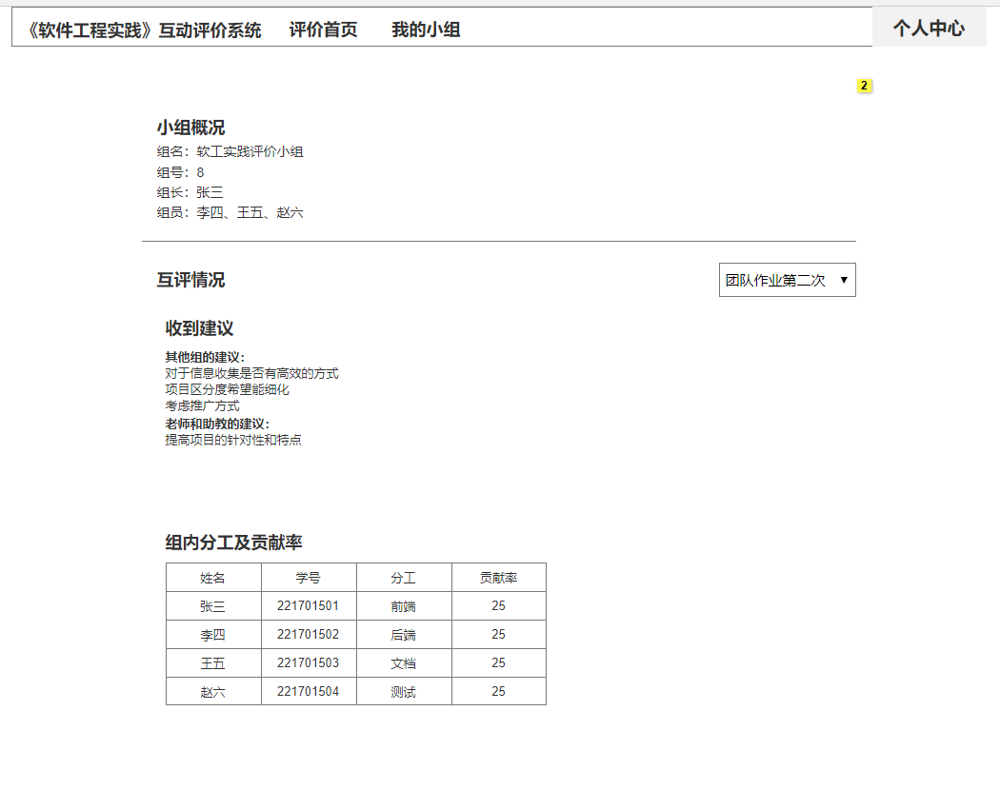 《软件工程实践》互动评价系统 评价首页 我的小组 个人中心
2
小组概况
组名：软工实践评价小组
组号：8
组长：张三
组员：李四、王五、赵六
互评情况 团队作业第二次 ▼
收到建议
其他组的建议：
对于信息收集是否有高效的方式
项目区分度希望能细化
考虑推广方式
老师和助教的建议：
提高项目的针对性和特点
组内分工及贡献率
姓名 学号 分工 贡献率
张三 221701501 前端 25
李四 221701502 后端 25
王五 221701503 文档 25
赵六 221701504 测试 25